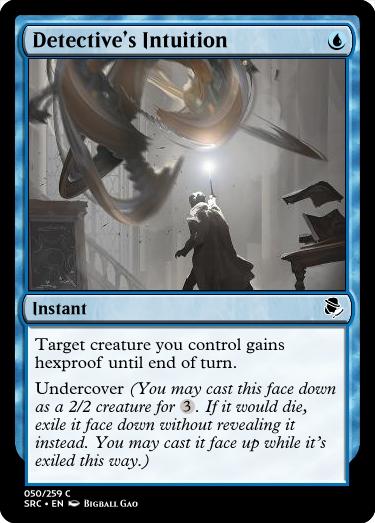 Detective's Intuition
Instant
Target creature you control gains
hexproof until end of turn.
Undercover (You may cast this face down
as a 2/2 creature for 3. If it would die,
exile it face down without revealing it
instead. You may cast it face up while it's
exiled this way.)
050/259 C
SRC • EN Bigball Gao